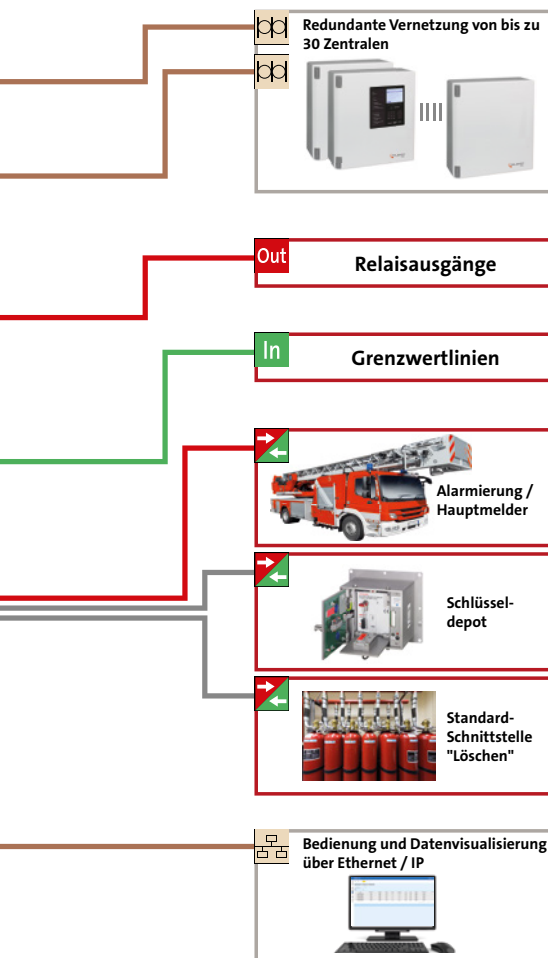 Redundante Vernetzung von bis zu
30 Zentralen
Out
Relaisausgänge
In
Grenzwertlinien
Alarmierung /
Hauptmelder
Schlüssel-
depot
Standard-
Schnittstelle
"Löschen"
Bedienung und Datenvisualisierung
über Ethernet / IP